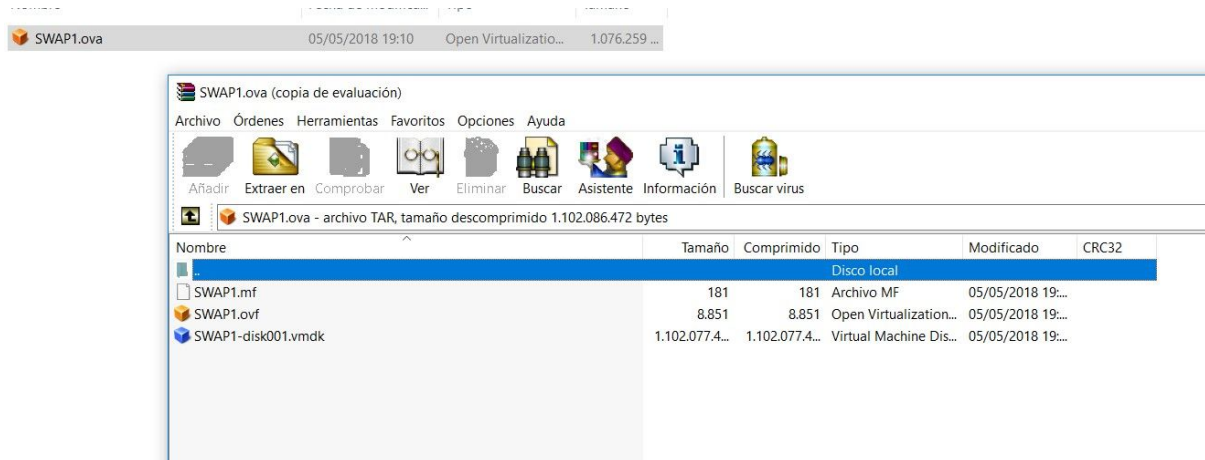 SWAP1.ova 05/05/2018 19:10 Open Virtualizatio... 1.076.259 ...
SWAP1.ova (copia de evaluación)
Archivo Órdenes Herramientas Favoritos Opciones Ayuda
Añadir Extraer en Comprobar Ver Eliminar Buscar Asistente Información Buscar virus
SWAP1.ova - archivo TAR, tamaño descomprimido 1.102.086.472 bytes
Nombre Tamaño Comprimido Tipo Modificado CRC32
.. Disco local
SWAP1.mf 181 181 Archivo MF 05/05/2018 19:...
SWAP1.ovf 8.851 8.851 Open Virtualization... 05/05/2018 19:...
SWAP1-disk001.vmdk 1.102.077.4... 1.102.077.4... Virtual Machine Dis... 05/05/2018 19:...